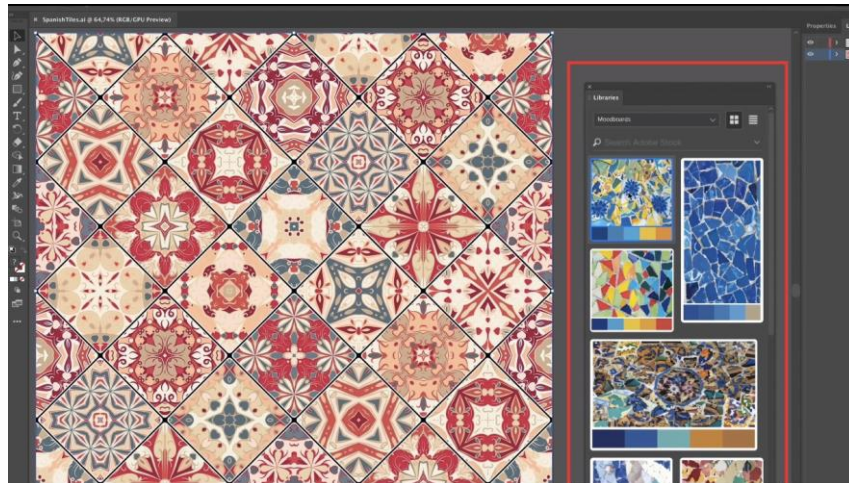 × SpanishTiles.ai @ 64,74% (RGB/GPU Preview)
Properties
Libraries
Moodboards
Search Adobe Stock